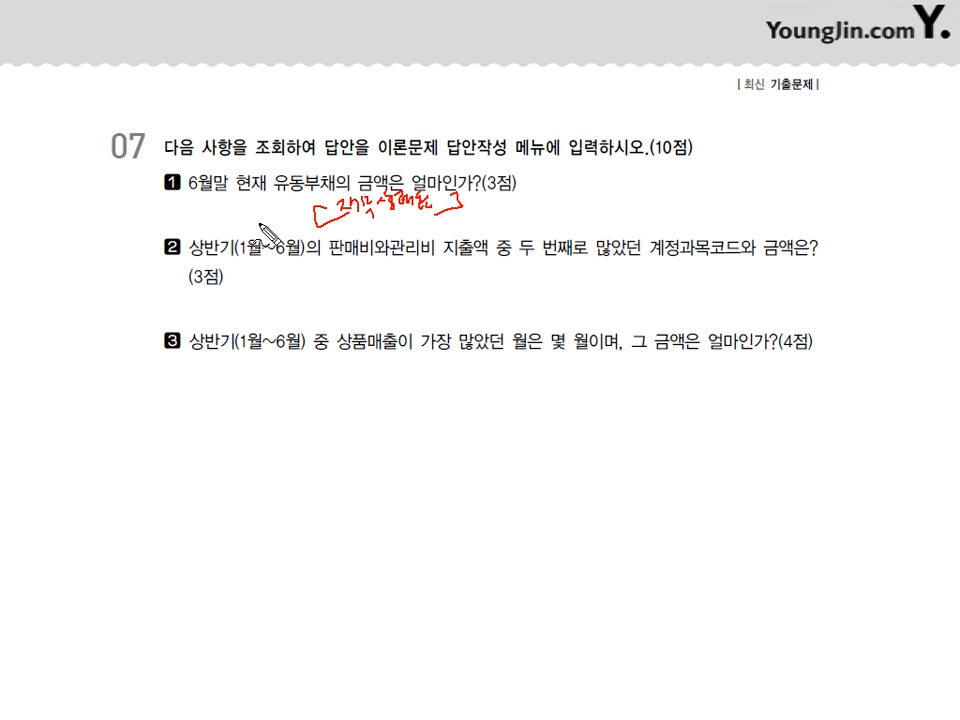 YoungJin.com Y.
| 최신 기출문제 |
07 다음 사항을 조회하여 답안을 이론문제 답안작성 메뉴에 입력하시오.(10점)
1 6월말 현재 유동부채의 금액은 얼마인가?(3점)
2 상반기(1월~6월)의 판매비와관리비 지출액 중 두 번째로 많았던 계정과목코드와 금액은?
(3점)
3 상반기(1월~6월) 중 상품매출이 가장 많았던 월은 몇 월이며, 그 금액은 얼마인가?(4점)